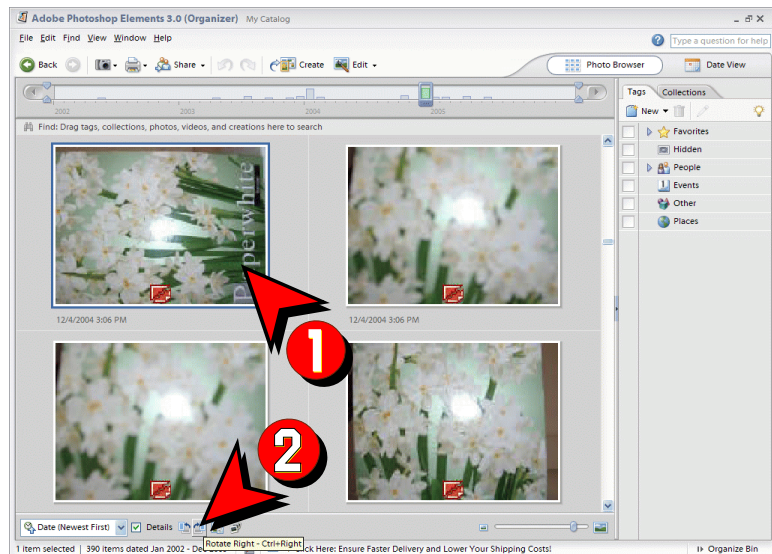 Adobe Photoshop Elements 3.0 (Organizer) My Catalog
File Edit Find View Window Help
Type a question for help
Back Share Create Edit Photo Browser Date View
2002 2003 2004 2005
Tags Collections
New
Find: Drag tags, collections, photos, videos, and creations here to search
Favorites
Hidden
People
Events
Other
Places
Paperwhite
12/4/2004 3:06 PM 12/4/2004 3:06 PM
1
2
Date (Newest First) Details
Rotate Right - Ctrl+Right
1 item selected | 390 items dated Jan 2002 - Click Here: Ensure Faster Delivery and Lower Your Shipping Costs! Organize Bin